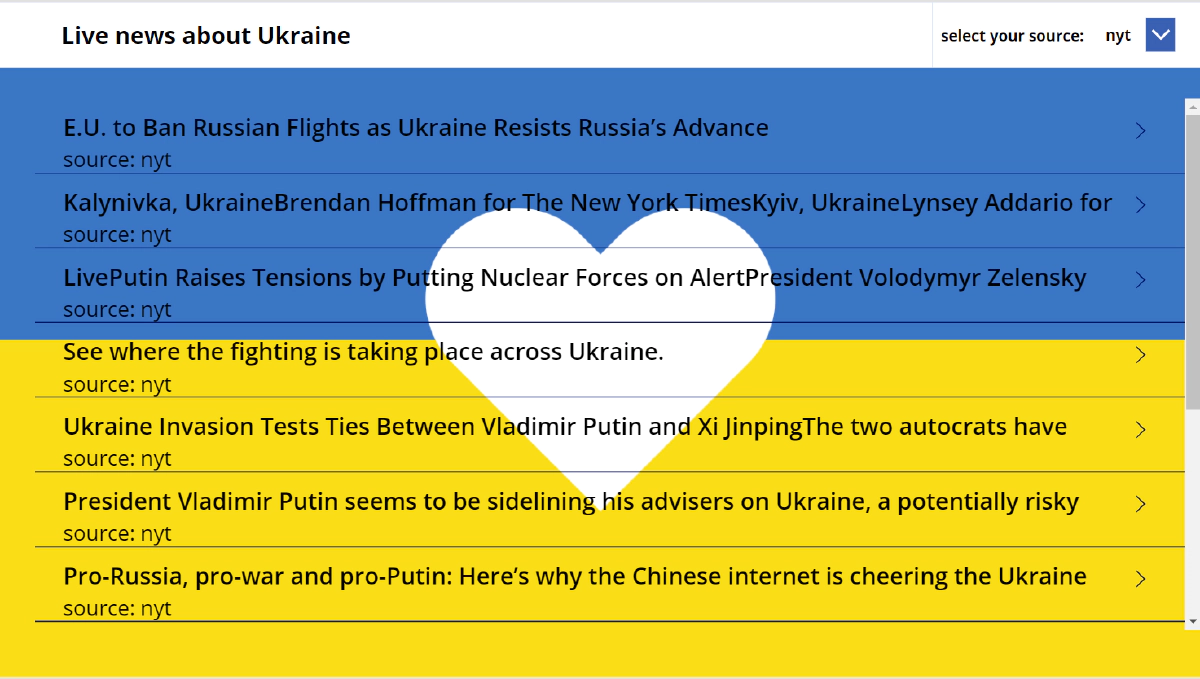 Live news about Ukraine
select your source: nyt
E.U. to Ban Russian Flights as Ukraine Resists Russia’s Advance
source: nyt
Kalynivka, UkraineBrendan Hoffman for The New York TimesKyiv, UkraineLynsey Addario for
source: nyt
LivePutin Raises Tensions by Putting Nuclear Forces on AlertPresident Volodymyr Zelensky
source: nyt
See where the fighting is taking place across Ukraine.
source: nyt
Ukraine Invasion Tests Ties Between Vladimir Putin and Xi JinpingThe two autocrats have
source: nyt
President Vladimir Putin seems to be sidelining his advisers on Ukraine, a potentially risky
source: nyt
Pro-Russia, pro-war and pro-Putin: Here’s why the Chinese internet is cheering the Ukraine
source: nyt